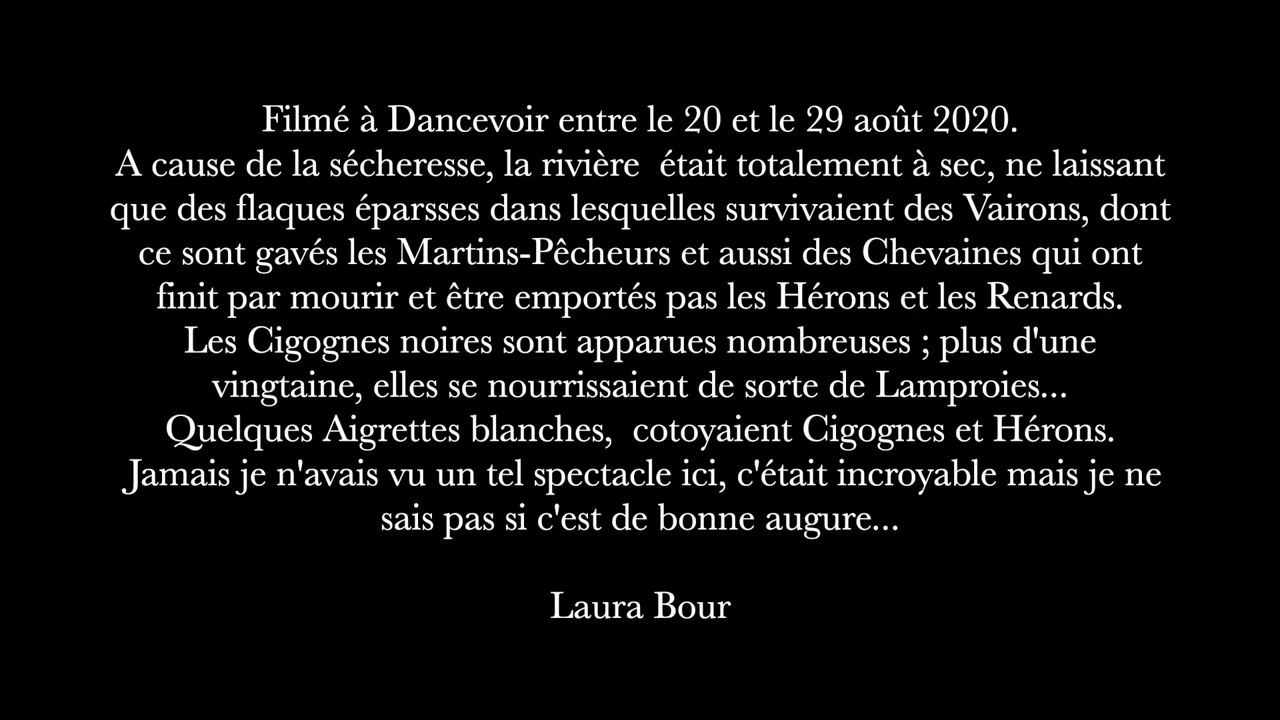 Filmé à Dancevoir entre le 20 et le 29 août 2020.
A cause de la sécheresse, la rivière  était totalement à sec, ne laissant
que des flaques éparsses dans lesquelles survivaient des Vairons, dont
ce sont gavés les Martins-Pêcheurs et aussi des Chevaines qui ont
finit par mourir et être emportés pas les Hérons et les Renards.
Les Cigognes noires sont apparues nombreuses ; plus d'une
vingtaine, elles se nourrissaient de sorte de Lamproies...
Quelques Aigrettes blanches,  cotoyaient Cigognes et Hérons.
Jamais je n'avais vu un tel spectacle ici, c'était incroyable mais je ne
sais pas si c'est de bonne augure...
Laura Bour